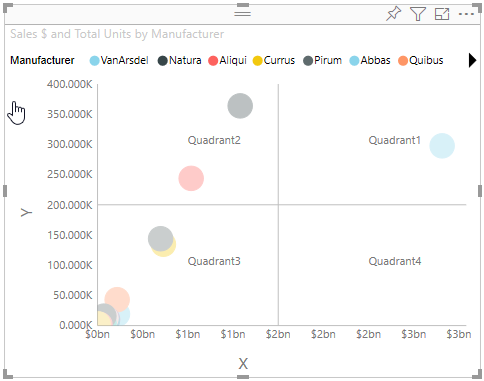 Sales $ and Total Units by Manufacturer
Manufacturer VanArsdel Natura Aliqui Currus Pirum Abbas Quibus
400.000K
350.000K
300.000K
250.000K
200.000K
150.000K
100.000K
50.000K
0.000K
Y
Quadrant2 Quadrant1
Quadrant3 Quadrant4
$0bn $0bn $1bn $1bn $2bn $2bn $2bn $3bn $3bn
X